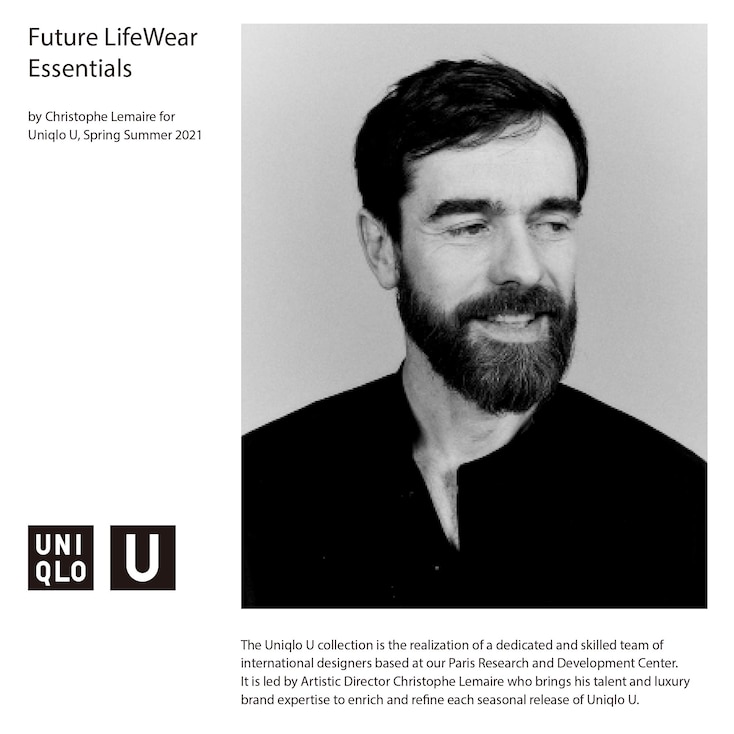 Future LifeWear
Essentials
by Christophe Lemaire for
Uniqlo U, Spring Summer 2021
UNI
QLO
U
The Uniqlo U collection is the realization of a dedicated and skilled team of
international designers based at our Paris Research and Development Center.
It is led by Artistic Director Christophe Lemaire who brings his talent and luxury
brand expertise to enrich and refine each seasonal release of Uniqlo U.